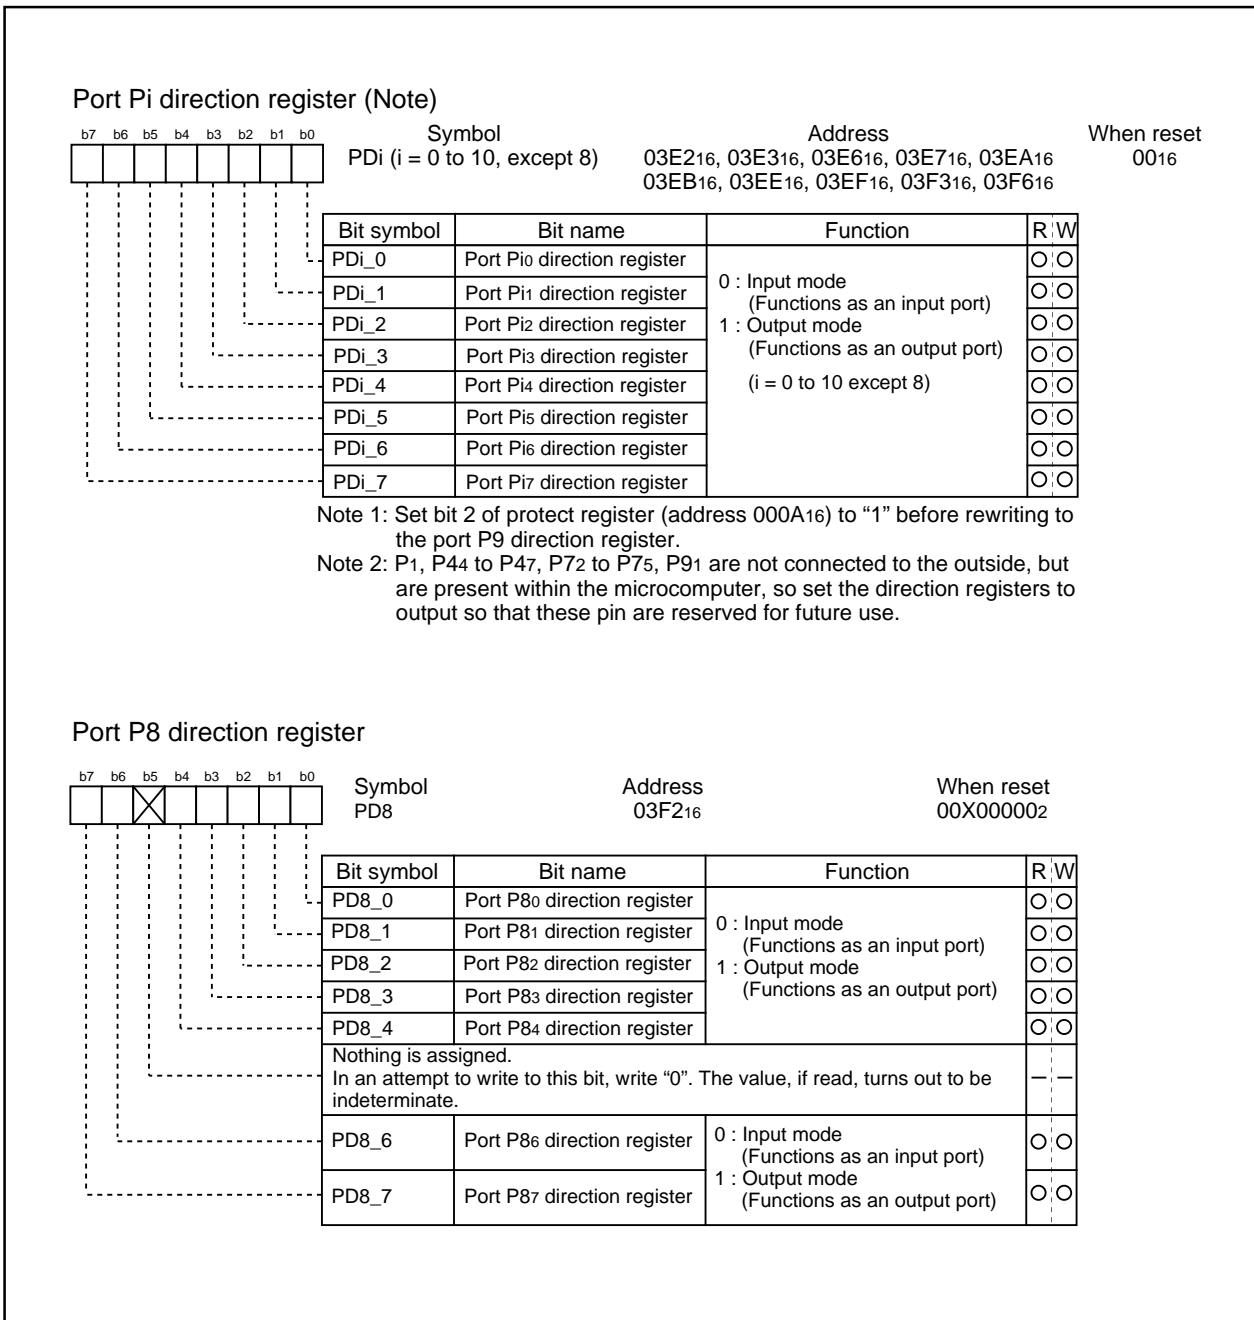 Port Pi direction register (Note)
b7 b6 b5 b4 b3 b2 b1 b0
Symbol Address When reset
PDi (i = 0 to 10, except 8) 03E216, 03E316, 03E616, 03E716, 03EA16 0016
03EB16, 03EE16, 03EF16, 03F316, 03F616
Bit symbol Bit name Function R W
PDi_0 Port Pi0 direction register
0 : Input mode
PDi_1 Port Pi1 direction register
(Functions as an input port)
PDi_2 Port Pi2 direction register
1 : Output mode
(Functions as an output port)
PDi_3 Port Pi3 direction register
PDi_4 Port Pi4 direction register
(i = 0 to 10 except 8)
PDi_5 Port Pi5 direction register
PDi_6 Port Pi6 direction register
PDi_7 Port Pi7 direction register
Note 1: Set bit 2 of protect register (address 000A16) to “1” before rewriting to
the port P9 direction register.
Note 2: P1, P44 to P47, P72 to P75, P91 are not connected to the outside, but
are present within the microcomputer, so set the direction registers to
output so that these pin are reserved for future use.
Port P8 direction register
b7 b6 b5 b4 b3 b2 b1 b0
Symbol Address When reset
PD8 03F216 00X000002
Bit symbol Bit name Function R W
PD8_0 Port P80 direction register
0 : Input mode
PD8_1 Port P81 direction register
(Functions as an input port)
PD8_2 Port P82 direction register
1 : Output mode
(Functions as an output port)
PD8_3 Port P83 direction register
PD8_4 Port P84 direction register
Nothing is assigned.
In an attempt to write to this bit, write “0”. The value, if read, turns out to be
indeterminate.
PD8_6 Port P86 direction register
0 : Input mode
(Functions as an input port)
1 : Output mode
PD8_7 Port P87 direction register
(Functions as an output port)